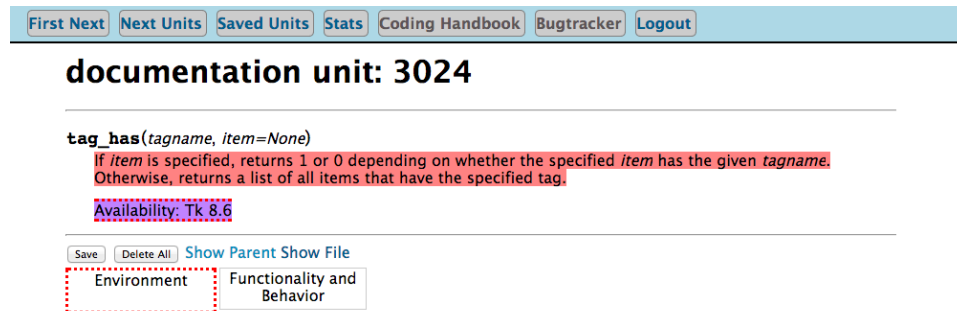 First Next Next Units Saved Units Stats Coding Handbook Bugtracker Logout
documentation unit: 3024
tag_has(tagname, item=None)
If item is specified, returns 1 or 0 depending on whether the specified item has the given tagname.
Otherwise, returns a list of all items that have the specified tag.
Availability: Tk 8.6
Save Delete All Show Parent Show File
Environment
Functionality and
Behavior